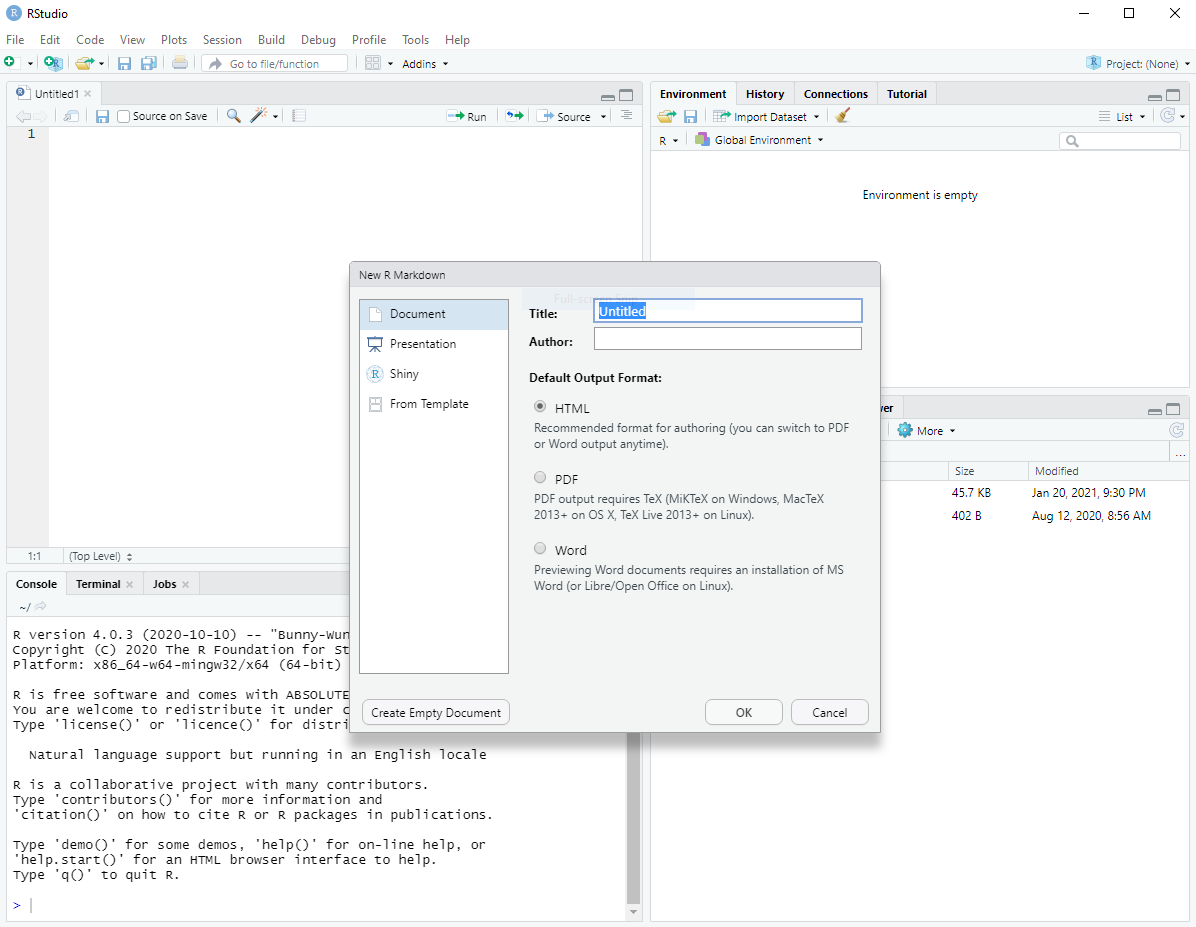 RStudio
File Edit Code View Plots Session Build Debug Profile Tools Help
Go to file/function Addins Project: (None)
Untitled1
Source on Save Run Source
1
1:1 (Top Level)
Environment History Connections Tutorial
Import Dataset List
R Global Environment
Environment is empty
More
...
Size Modified
45.7 KB Jan 20, 2021, 9:30 PM
402 B Aug 12, 2020, 8:56 AM
New R Markdown
Document
Presentation
Shiny
From Template
Title: Untitled
Author:
Default Output Format:
HTML
Recommended format for authoring (you can switch to PDF
or Word output anytime).
PDF
PDF output requires TeX (MiKTeX on Windows, MacTeX
2013+ on OS X, TeX Live 2013+ on Linux).
Word
Previewing Word documents requires an installation of MS
Word (or Libre/Open Office on Linux).
Create Empty Document OK Cancel
Console Terminal Jobs
~/
R version 4.0.3 (2020-10-10) -- "Bunny-Wun
Copyright (C) 2020 The R Foundation for St
Platform: x86_64-w64-mingw32/x64 (64-bit)
R is free software and comes with ABSOLUTE
You are welcome to redistribute it under c
Type 'license()' or 'licence()' for distri
Natural language support but running in an English locale
R is a collaborative project with many contributors.
Type 'contributors()' for more information and
'citation()' on how to cite R or R packages in publications.
Type 'demo()' for some demos, 'help()' for on-line help, or
'help.start()' for an HTML browser interface to help.
Type 'q()' to quit R.
>